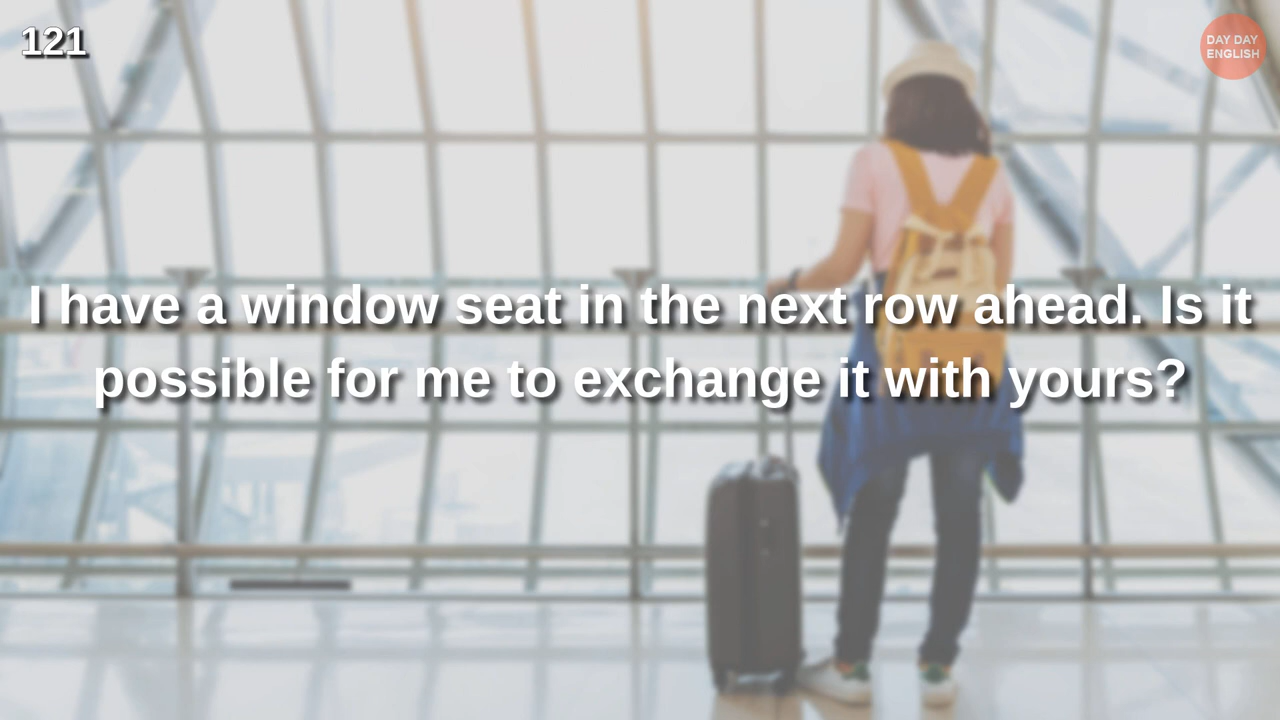 121
DAY DAY
ENGLISH
I have a window seat in the next row ahead. Is it
possible for me to exchange it with yours?